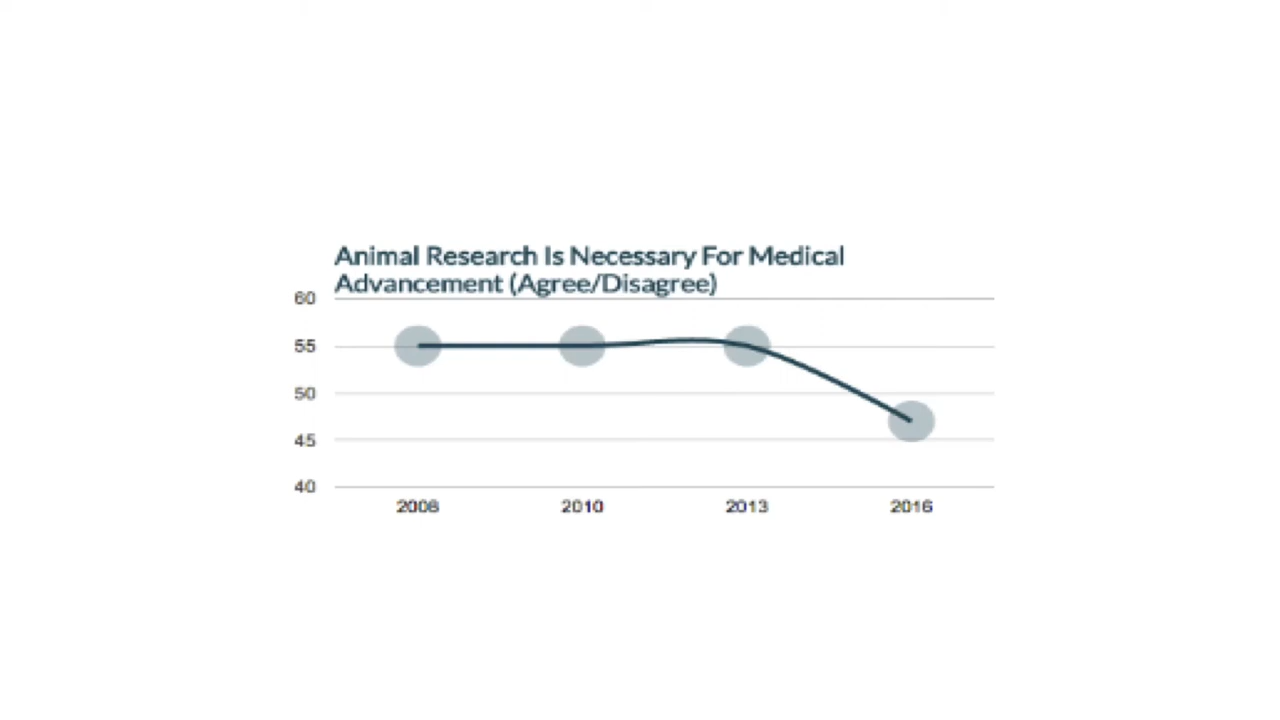 Animal Research Is Necessary For Medical
Advancement (Agree/Disagree)
60
55
50
45
40
2008 2010 2013 2016